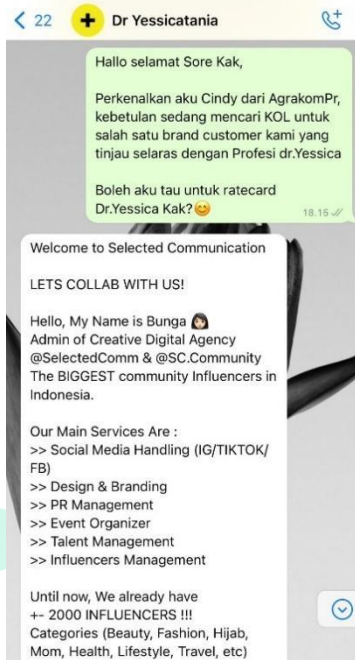 22
Dr Yessicatania
Hallo selamat Sore Kak,
Perkenalkan aku Cindy dari AgrakomPr,
kebetulan sedang mencari KOL untuk
salah satu brand customer kami yang
tinjau selaras dengan Profesi dr.Yessica
Boleh aku tau untuk ratecard
Dr.Yessica Kak?😊
18.15
Welcome to Selected Communication
LETS COLLAB WITH US!
Hello, My Name is Bunga 👩🏻
Admin of Creative Digital Agency
@SelectedComm & @SC.Community
The BIGGEST community Influencers in
Indonesia.
Our Main Services Are :
>> Social Media Handling (IG/TIKTOK/
FB)
>> Design & Branding
>> PR Management
>> Event Organizer
>> Talent Management
>> Influencers Management
Until now, We already have
+- 2000 INFLUENCERS !!!
Categories (Beauty, Fashion, Hijab,
Mom, Health, Lifestyle, Travel, etc)